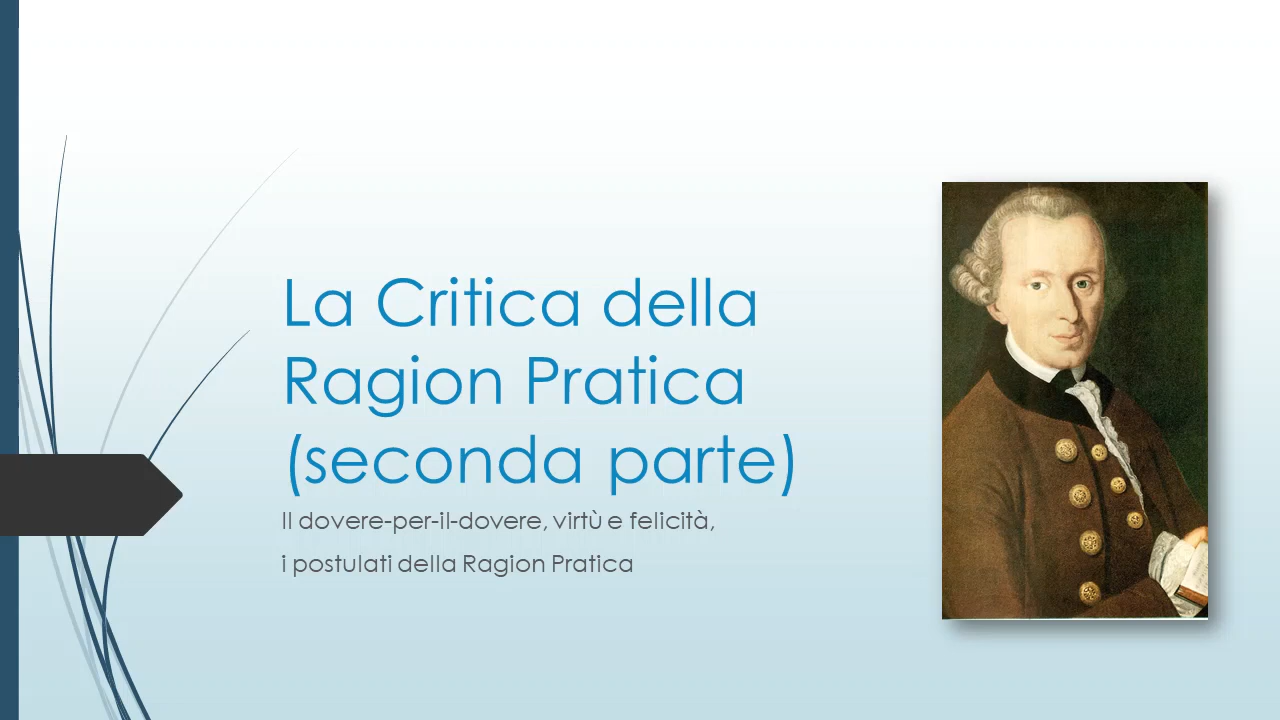 La Critica della
Ragion Pratica
(seconda parte)
Il dovere-per-il-dovere, virtù e felicità,
i postulati della Ragion Pratica